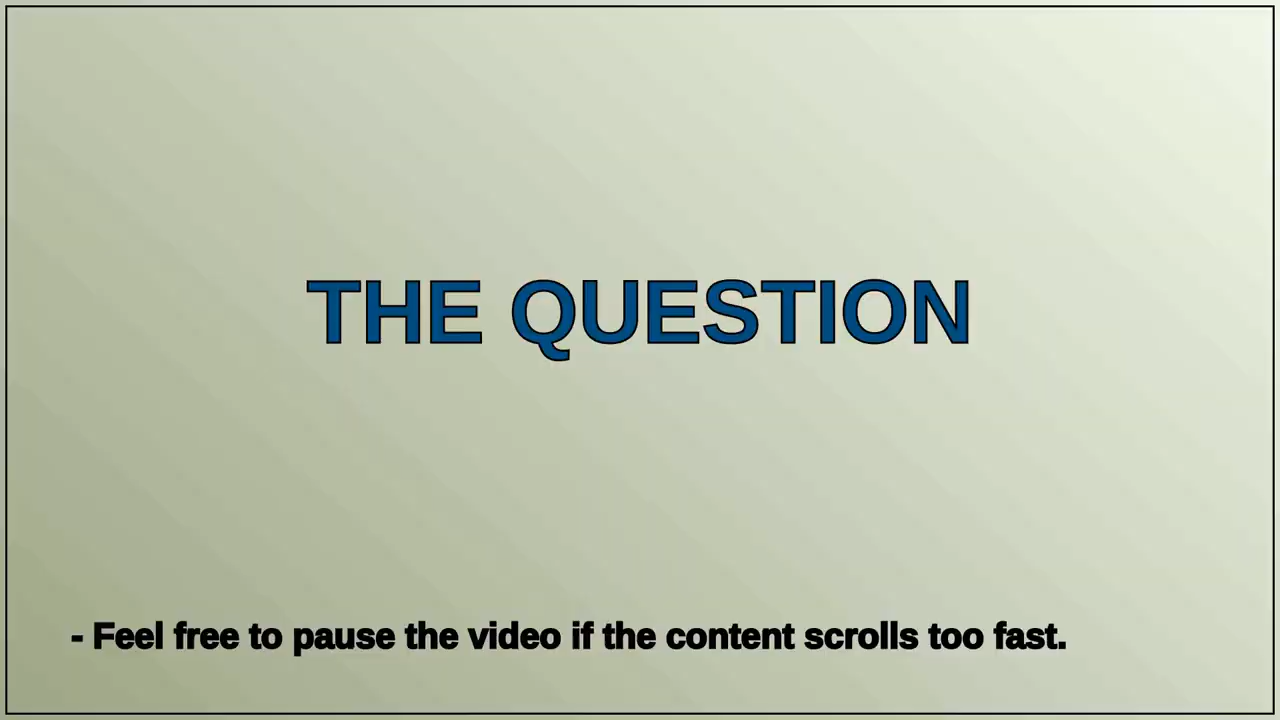 THE QUESTION
- Feel free to pause the video if the content scrolls too fast.